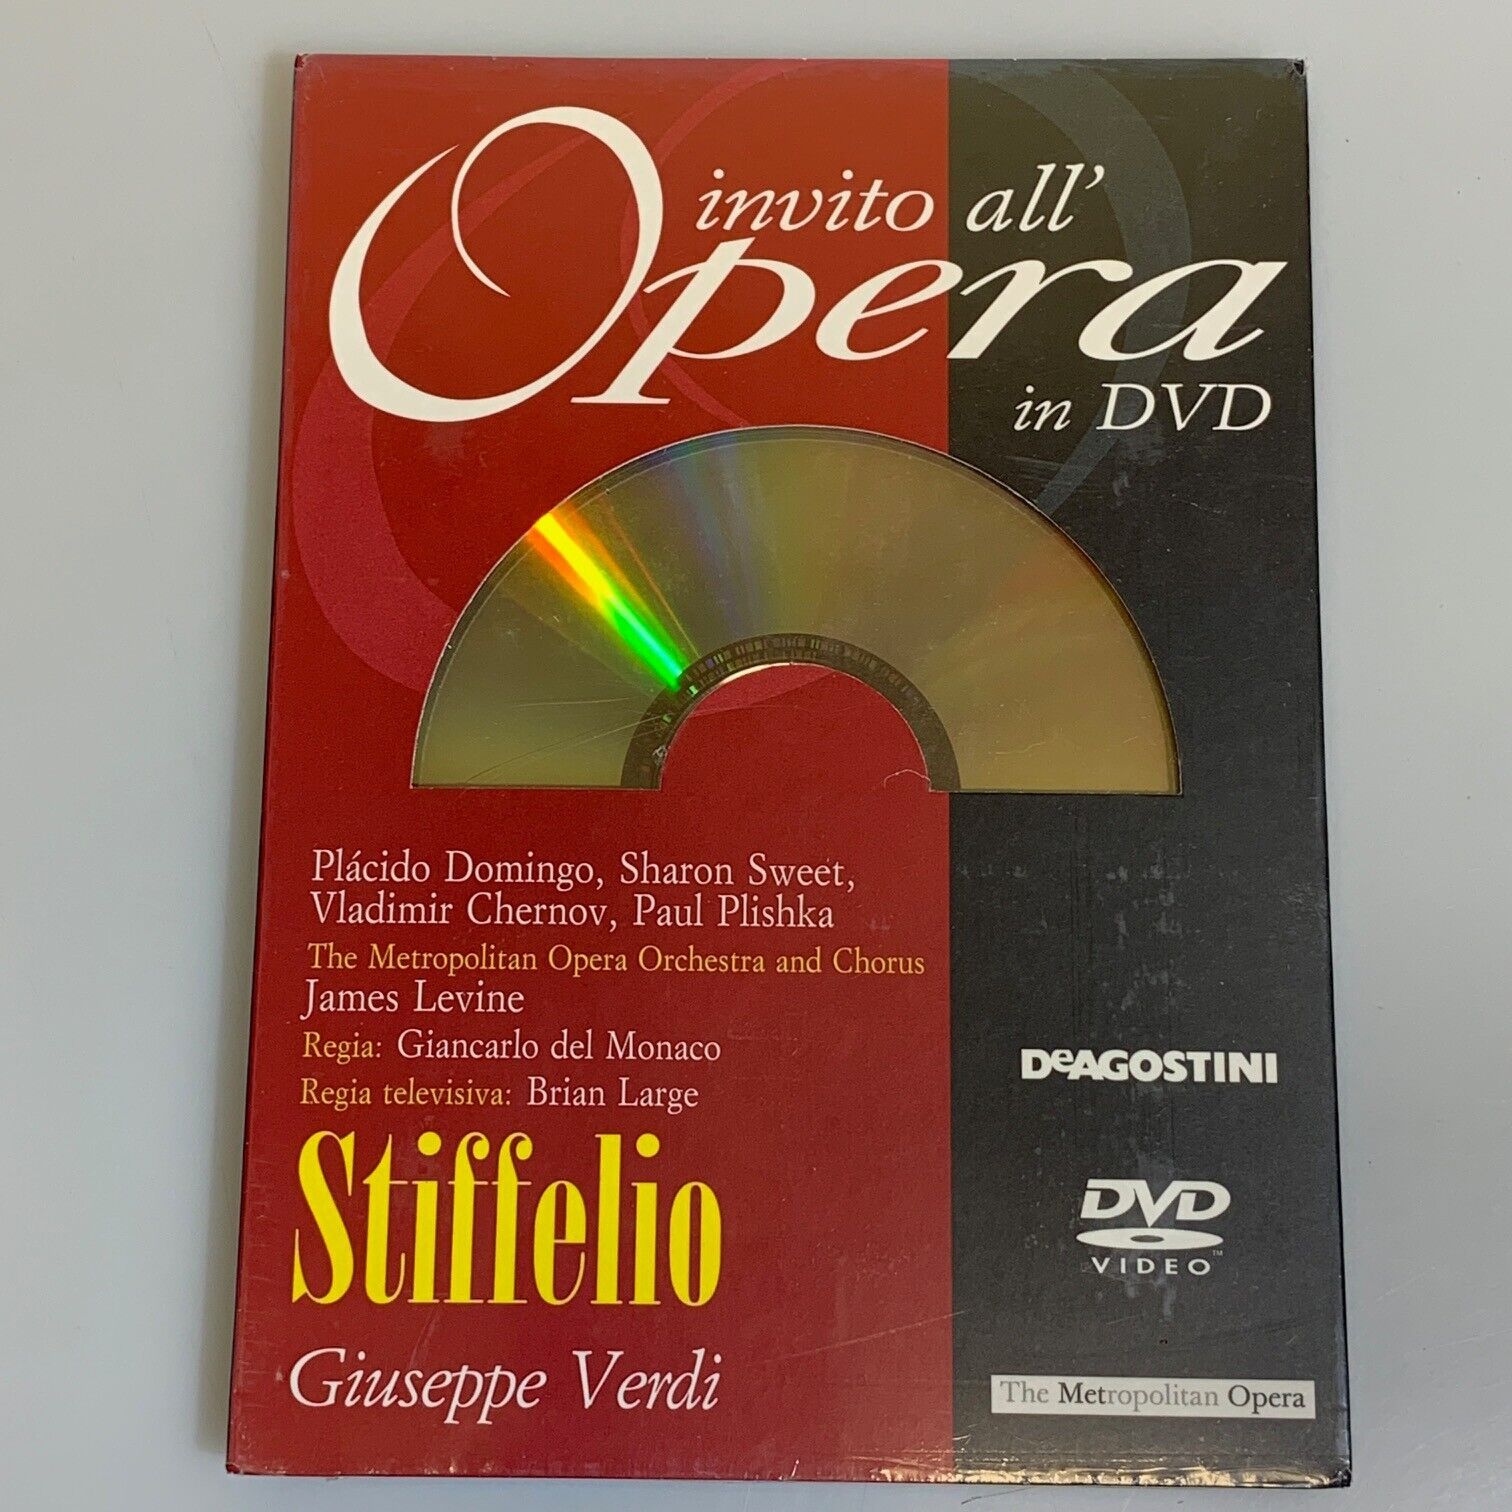 invito all'
Opera
in DVD
Plácido Domingo, Sharon Sweet,
Vladimir Chernov, Paul Plishka
The Metropolitan Opera Orchestra and Chorus
James Levine
Regia: Giancarlo del Monaco
Regia televisiva: Brian Large
DeAGOSTINI
Stiffelio
DVD
VIDEO™
Giuseppe Verdi
The Metropolitan Opera